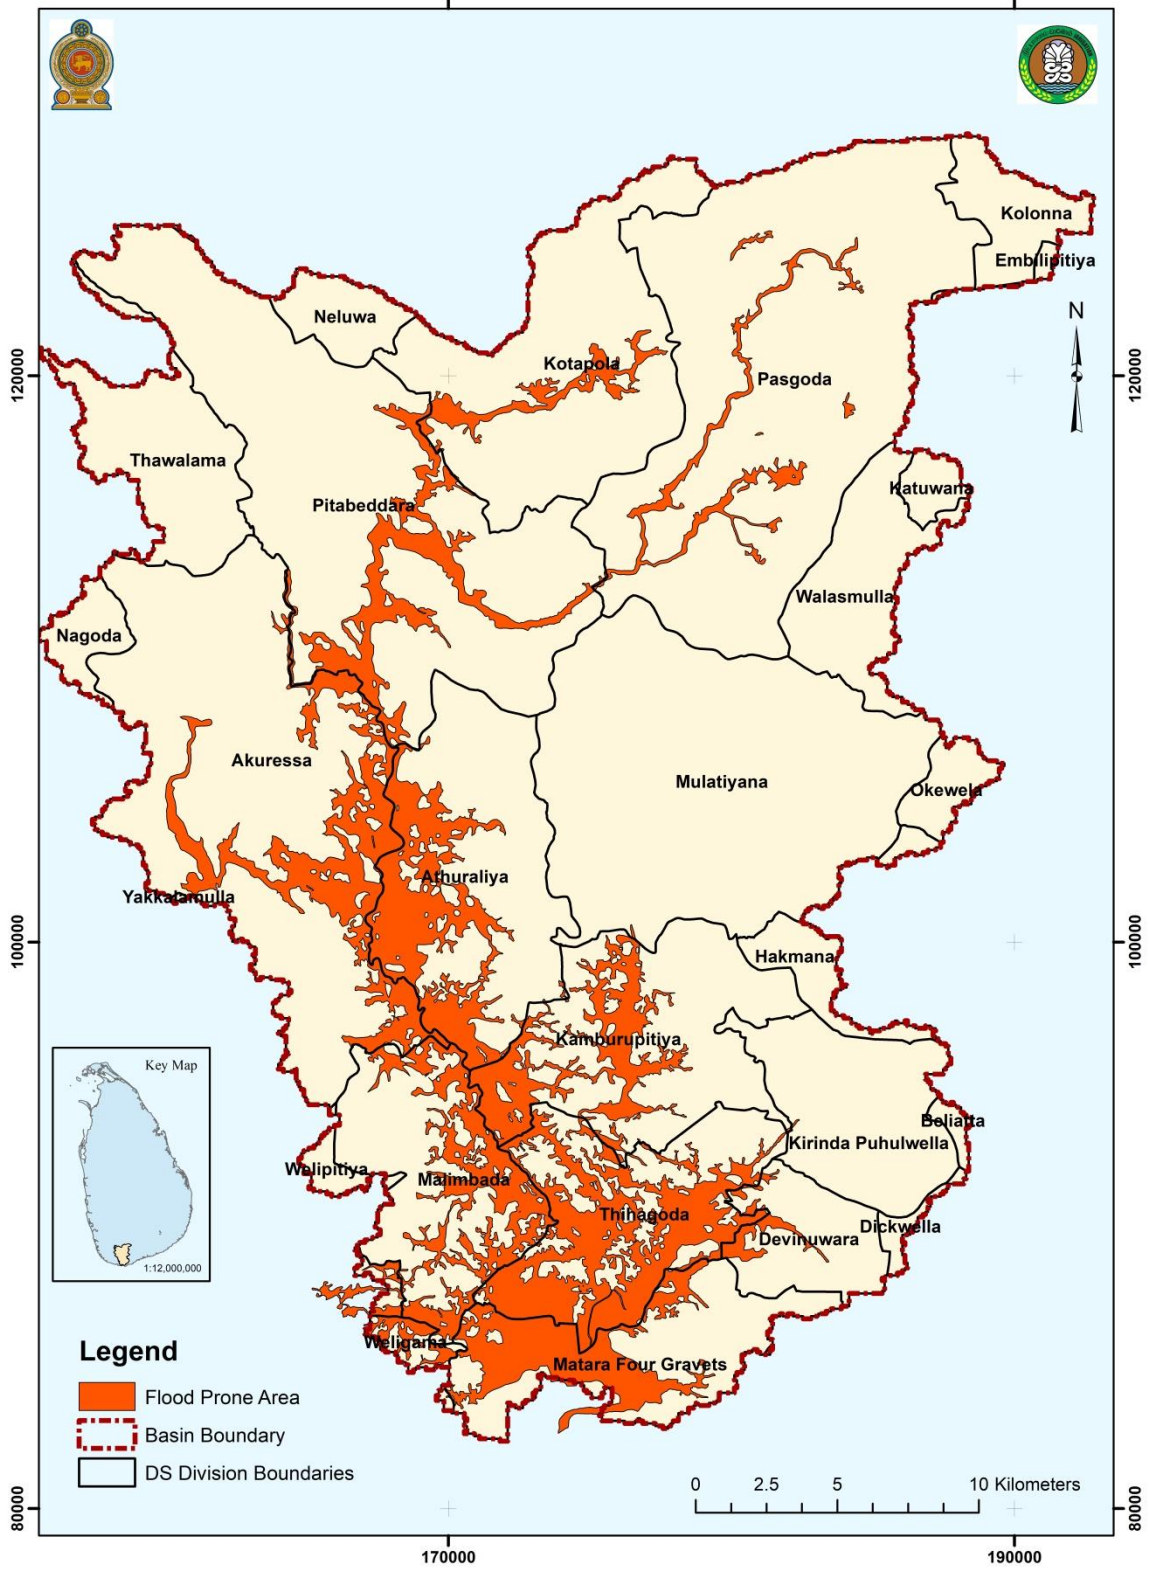 Kolonna
Embilipitiya
Neluwa
N
Kotapola
120000
Pasgoda
120000
Thawalama
Katuwana
Pitabeddara
Walasmulla
Nagoda
Akuressa
Mulatiyana
Okewela
Athuraliya
Yakkalamulla
100000
100000
Hakmana
Kamburupitiya
Key Map
Beliatta
Kirinda Puhulwella
Welipitiya
Malimbada
Thihagoda
Dickwella
Devinuwara
1:12,000,000
Weligama
Matara Four Gravets
Legend
Flood Prone Area
Basin Boundary
DS Division Boundaries
0 2.5 5 10 Kilometers
80000
80000
170000
190000